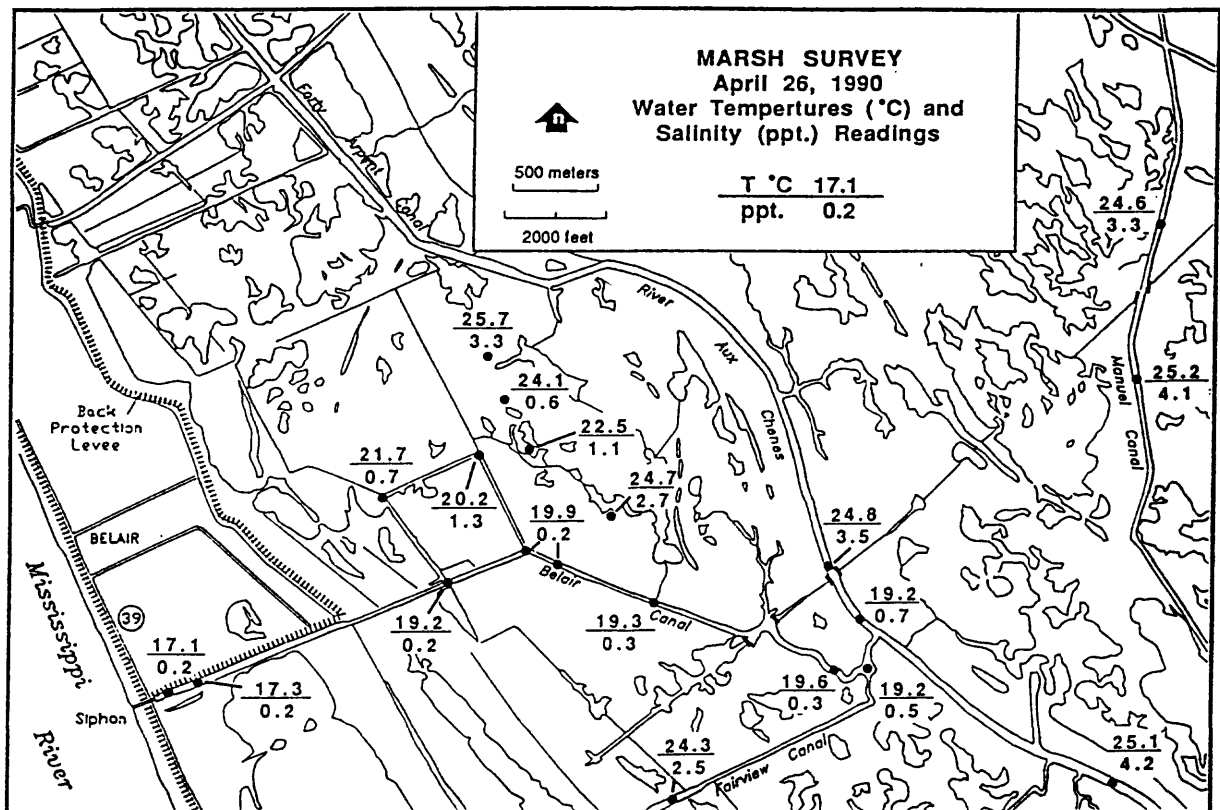 MARSH SURVEY
April 26, 1990
Water Tempertures (°C) and
Salinity (ppt.) Readings
n
500 meters
2000 feet
T °C 17.1
ppt. 0.2
Forty
Arpent
Canal
River
Aux
Chenes
24.6
3.3
Manuel
Canal
25.2
4.1
25.7
3.3
24.1
0.6
22.5
1.1
24.7
2.7
Back
Protection
Levee
21.7
0.7
20.2
1.3
19.9
0.2
24.8
3.5
BELAIR
Belair
Canal
Mississippi
River
39
19.2
0.2
19.3
0.3
19.2
0.7
17.1
0.2
17.3
0.2
Siphon
19.6
0.3
19.2
0.5
24.3
2.5
Fairview Canal
25.1
4.2